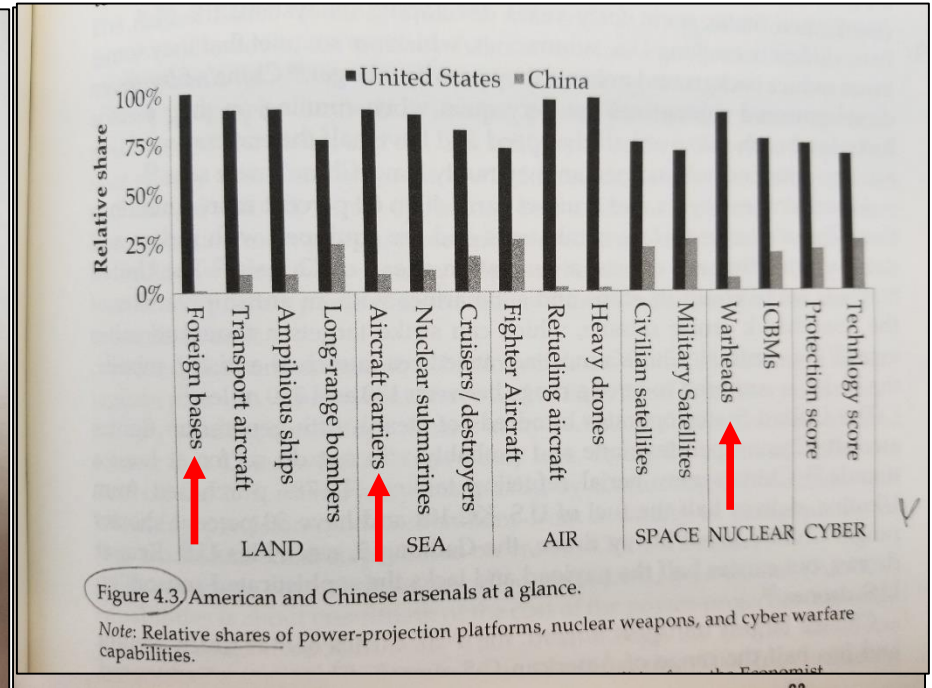 United States China
100%
75%
50%
25%
0%
Relative share
Foreign bases
Transport aircraft
Amphious ships
Long-range bombers
Aircraft carriers
Nuclear submarines
Cruisers/destroyers
Fighter Aircraft
Refueling aircraft
Heavy drones
Civilian satellites
Military Satellites
Warheads
ICBMs
Protection score
Technlogy score
LAND SEA AIR SPACE NUCLEAR CYBER
Figure 4.3. American and Chinese arsenals at a glance.
Note: Relative shares of power-projection platforms, nuclear weapons, and cyber warfare
capabilities.